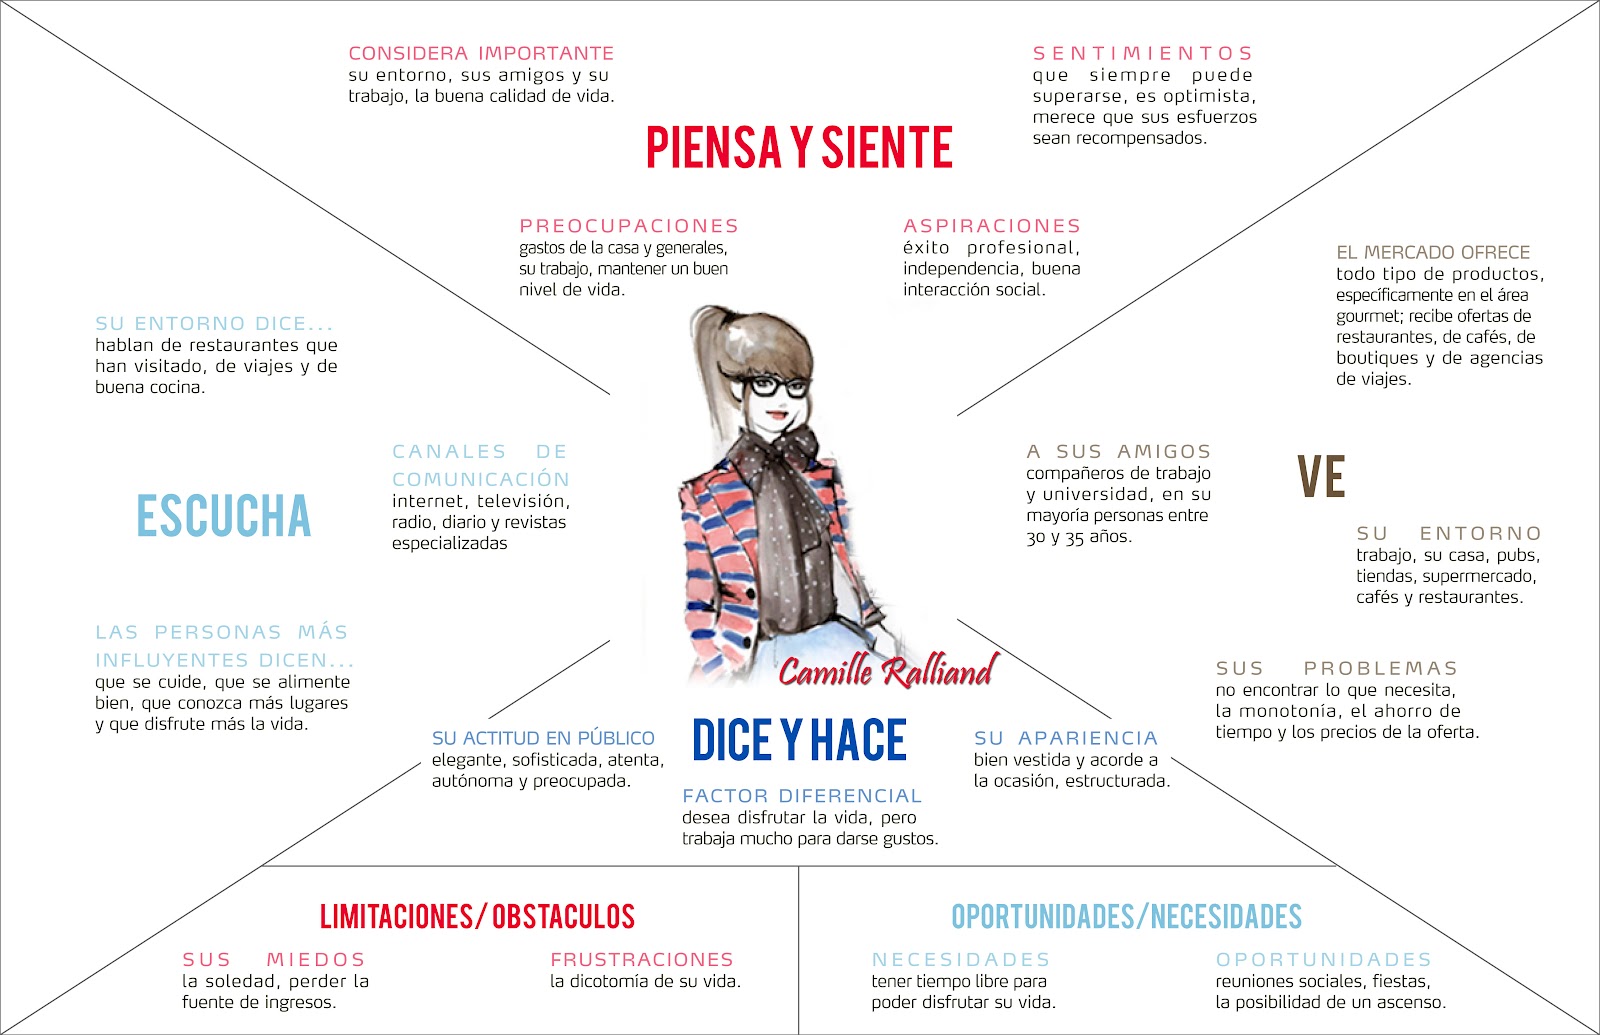 CONSIDERA IMPORTANTE
su entorno, sus amigos y su
trabajo, la buena calidad de vida.
SENTIMIENTOS
que siempre puede
superarse, es optimista,
merece que sus esfuerzos
sean recompensados.
PIENSA Y SIENTE
PREOCUPACIONES
gastos de la casa y generales,
su trabajo, mantener un buen
nivel de vida.
ASPIRACIONES
éxito profesional,
independencia, buena
interacción social.
SU ENTORNO DICE...
hablan de restaurantes que
han visitado, de viajes y de
buena cocina.
CANALES DE
COMUNICACIÓN
internet, televisión,
radio, diario y revistas
especializadas
ESCUCHA
LAS PERSONAS MÁS
INFLUYENTES DICEN...
que se cuide, que se alimente
bien, que conozca más lugares
y que disfrute más la vida.
EL MERCADO OFRECE
todo tipo de productos,
específicamente en el área
gourmet; recibe ofertas de
restaurantes, de cafés, de
boutiques y de agencias
de viajes.
A SUS AMIGOS
compañeros de trabajo
y universidad, en su
mayoría personas entre
30 y 35 años.
VE
SU ENTORNO
trabajo, su casa, pubs,
tiendas, supermercado,
cafés y restaurantes.
SUS PROBLEMAS
no encontrar lo que necesita,
la monotonía, el ahorro de
tiempo y los precios de la oferta.
Camille Ralliand
DICE Y HACE
SU ACTITUD EN PÚBLICO
elegante, sofisticada, atenta,
autónoma y preocupada.
FACTOR DIFERENCIAL
desea disfrutar la vida, pero
trabaja mucho para darse gustos.
SU APARIENCIA
bien vestida y acorde a
la ocasión, estructurada.
LIMITACIONES/OBSTACULOS
SUS MIEDOS
la soledad, perder la
fuente de ingresos.
FRUSTRACIONES
la dicotomía de su vida.
OPORTUNIDADES/NECESIDADES
NECESIDADES
tener tiempo libre para
poder disfrutar su vida.
OPORTUNIDADES
reuniones sociales, fiestas,
la posibilidad de un ascenso.